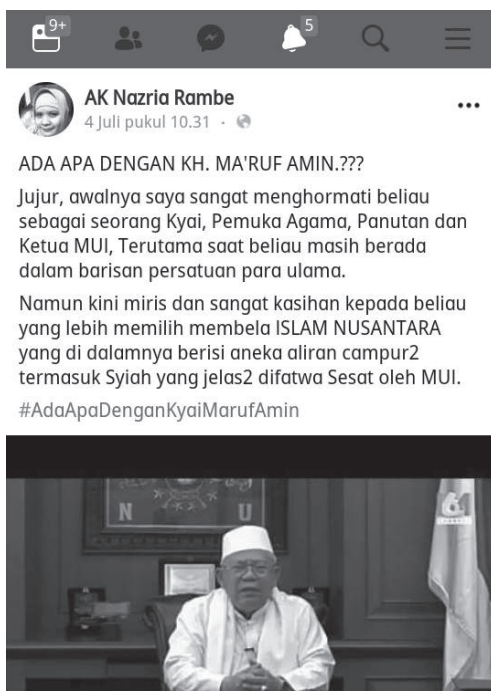 9+
5
AK Nazria Rambe
4 Juli pukul 10.31 ·
ADA APA DENGAN KH. MA'RUF AMIN.???
Jujur, awalnya saya sangat menghormati beliau
sebagai seorang Kyai, Pemuka Agama, Panutan dan
Ketua MUI, Terutama saat beliau masih berada
dalam barisan persatuan para ulama.
Namun kini miris dan sangat kasihan kepada beliau
yang lebih memilih membela ISLAM NUSANTARA
yang di dalamnya berisi aneka aliran campur2
termasuk Syiah yang jelas2 difatwa Sesat oleh MUI.
#AdaApaDenganKyaiMarufAmin
N U